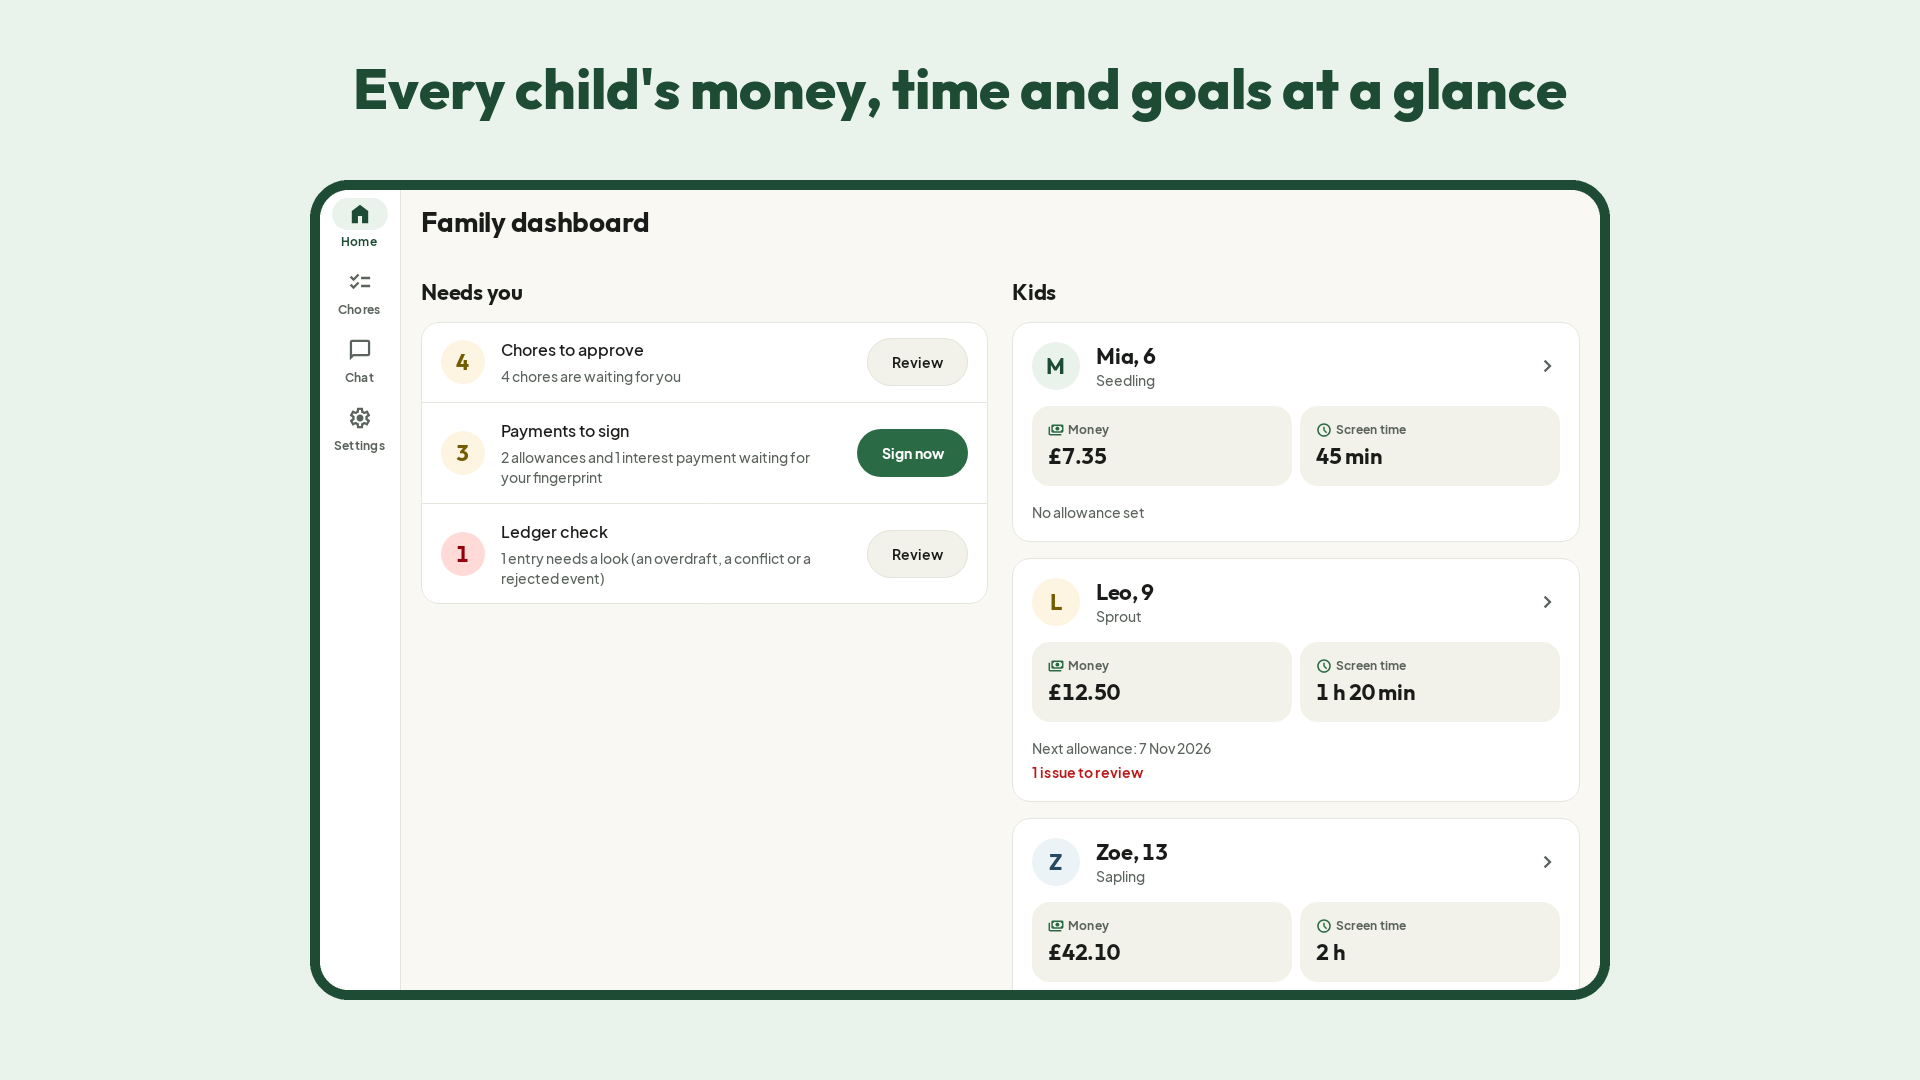 Every child's money, time and goals at a glance
Home
Chores
Chat
Settings
Family dashboard
Needs you
4
Chores to approve
4 chores are waiting for you
Review
3
Payments to sign
2 allowances and 1 interest payment waiting for
your fingerprint
Sign now
1
Ledger check
1 entry needs a look (an overdraft, a conflict or a
rejected event)
Review
Kids
M
Mia, 6
Seedling
Money
£7.35
Screen time
45 min
No allowance set
L
Leo, 9
Sprout
Money
£12.50
Screen time
1 h 20 min
Next allowance: 7 Nov 2026
1 issue to review
Z
Zoe, 13
Sapling
Money
£42.10
Screen time
2 h